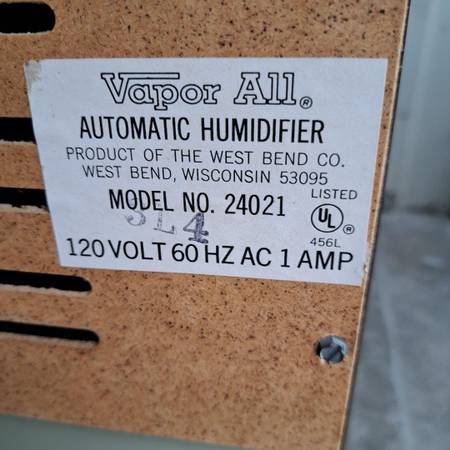 Vapor All®
AUTOMATIC HUMIDIFIER
PRODUCT OF THE WEST BEND CO.
WEST BEND, WISCONSIN 53095
LISTED
MODEL NO. 24021
UL®
456L
3L4
120 VOLT 60 HZ AC 1 AMP